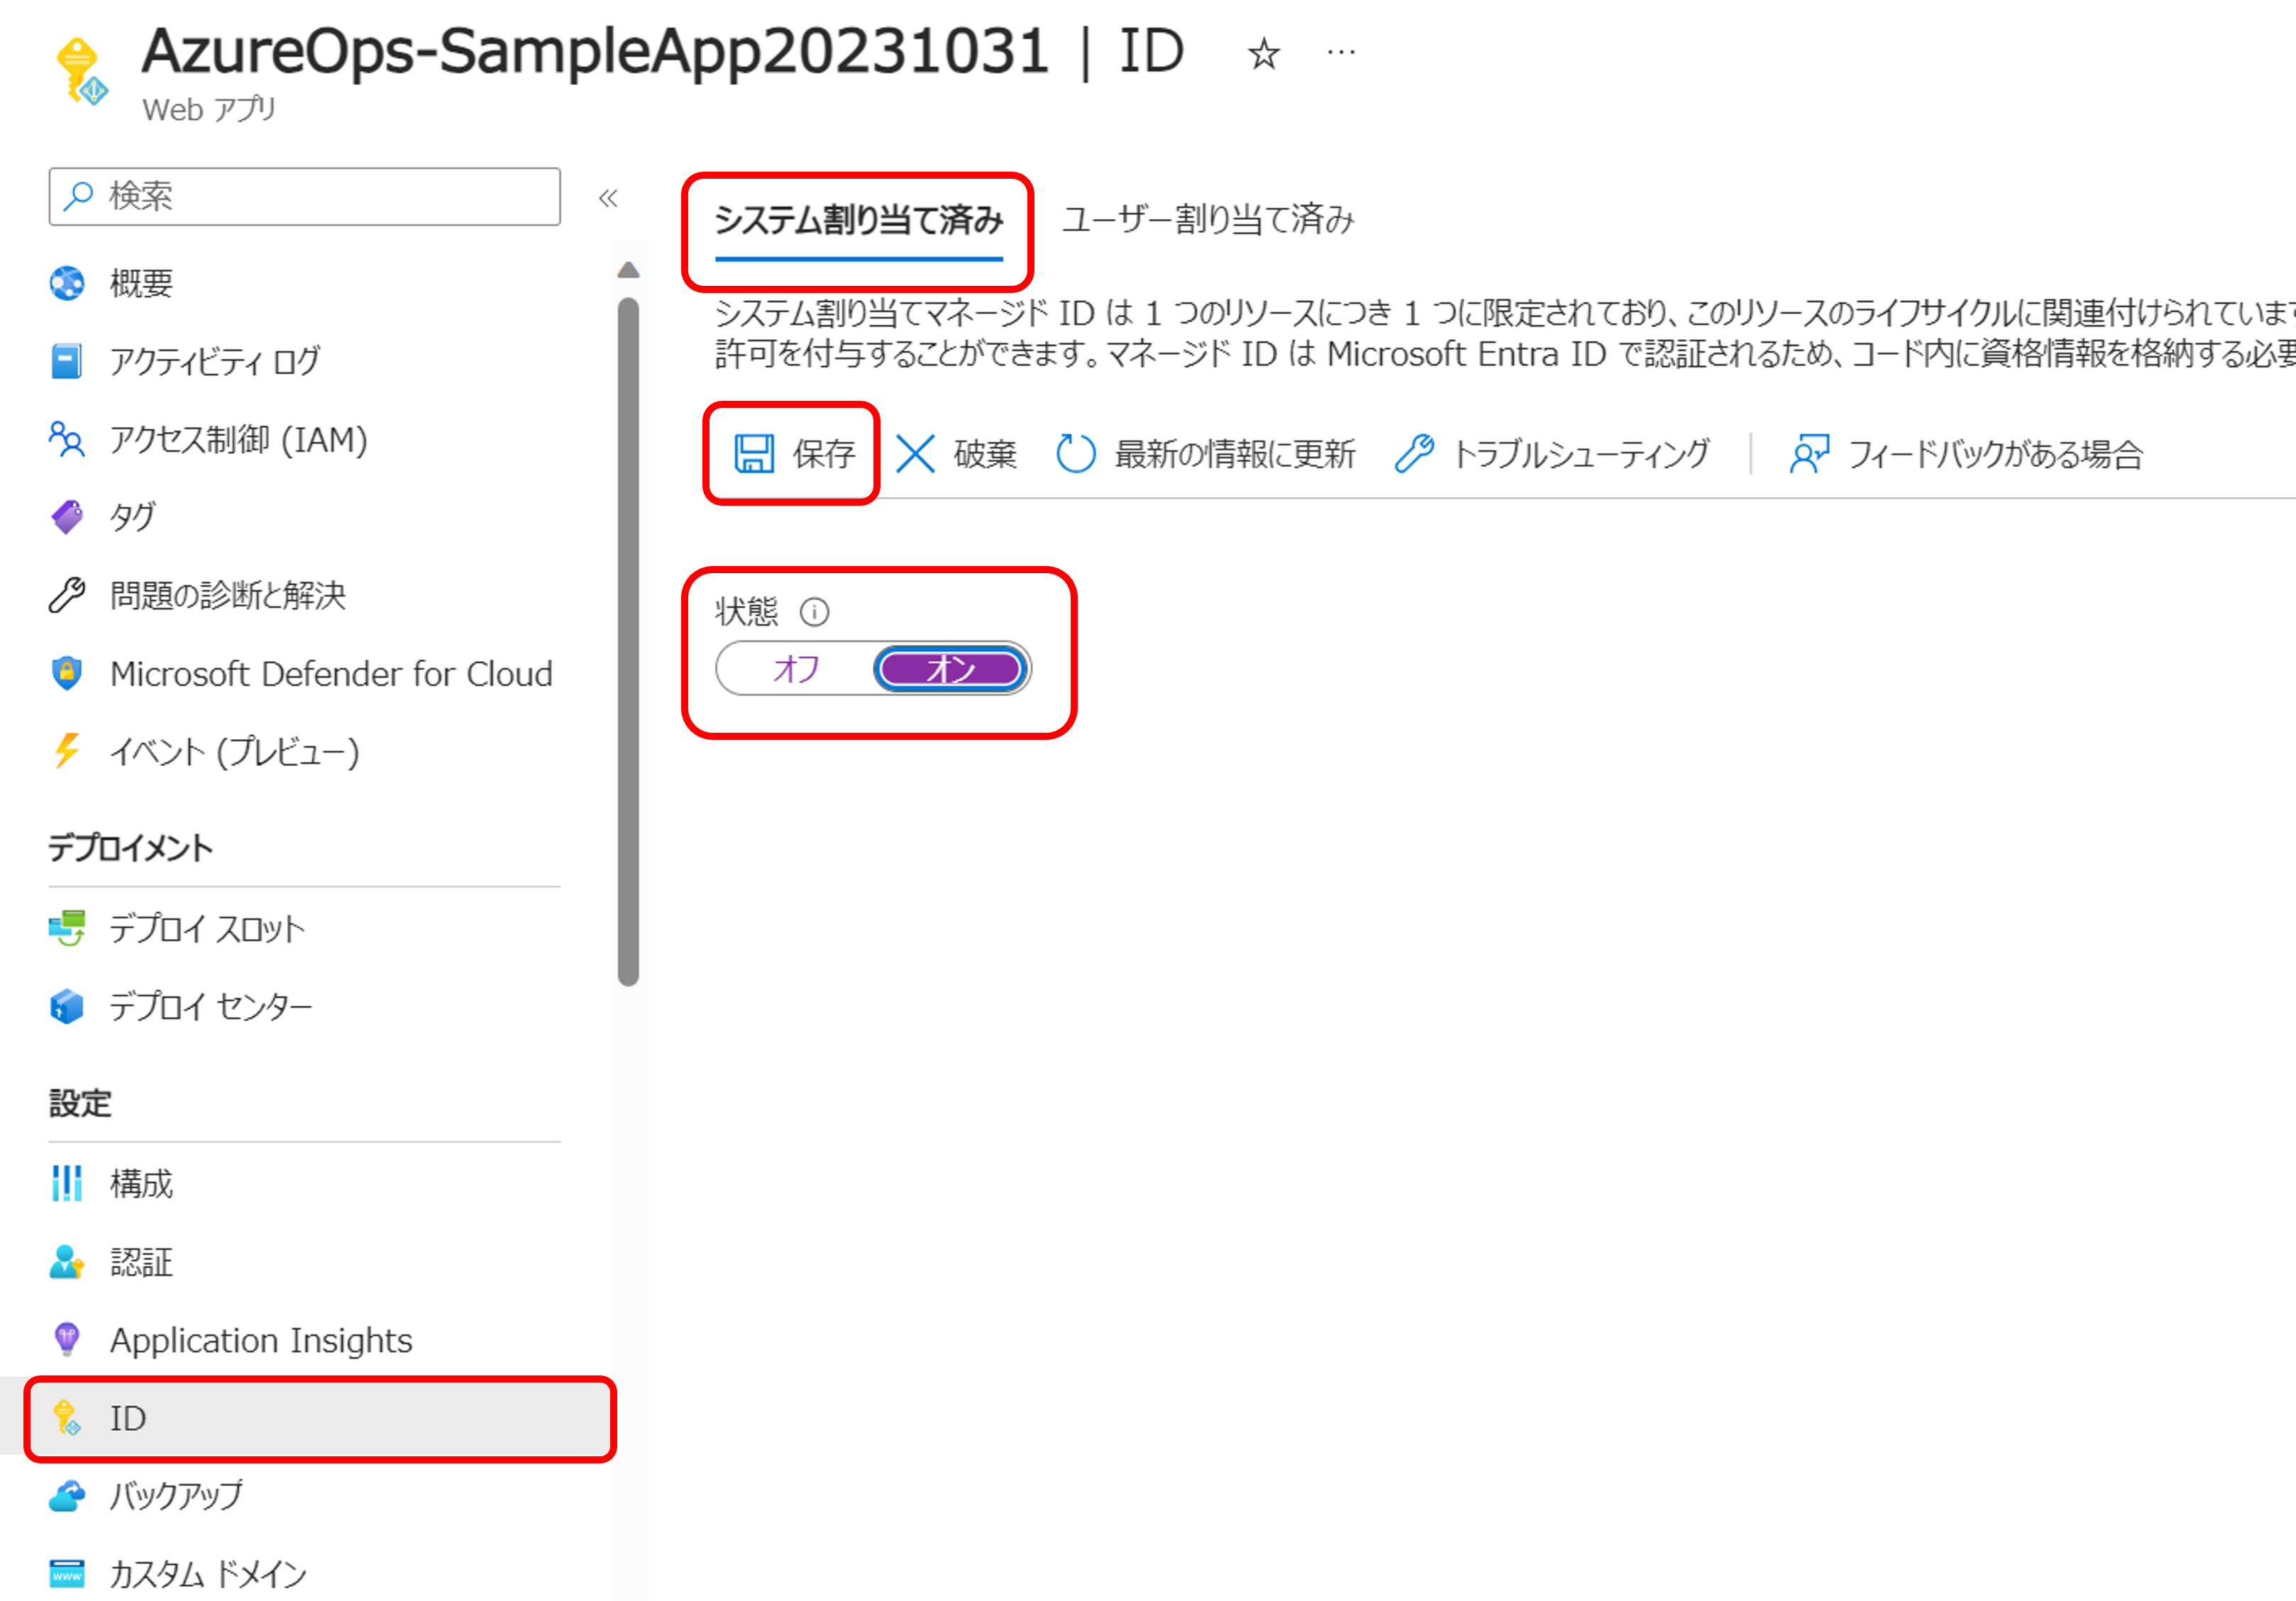 AzureOps-SampleApp20231031 | ID ☆ …
Web アプリ
検索
«
概要
アクティビティ ログ
アクセス制御 (IAM)
タグ
問題の診断と解決
Microsoft Defender for Cloud
イベント (プレビュー)
デプロイメント
デプロイ スロット
デプロイ センター
設定
構成
認証
Application Insights
ID
バックアップ
www
カスタム ドメイン
システム割り当て済み ユーザー割り当て済み
システム割り当てマネージド ID は 1 つのリソースにつき 1 つに限定されており、このリソースのライフサイクルに関連付けられていま
許可を付与することができます。マネージド ID は Microsoft Entra ID で認証されるため、コード内に資格情報を格納する必要
保存 破棄 最新の情報に更新 トラブルシューティング フィードバックがある場合
状態
オフ オン